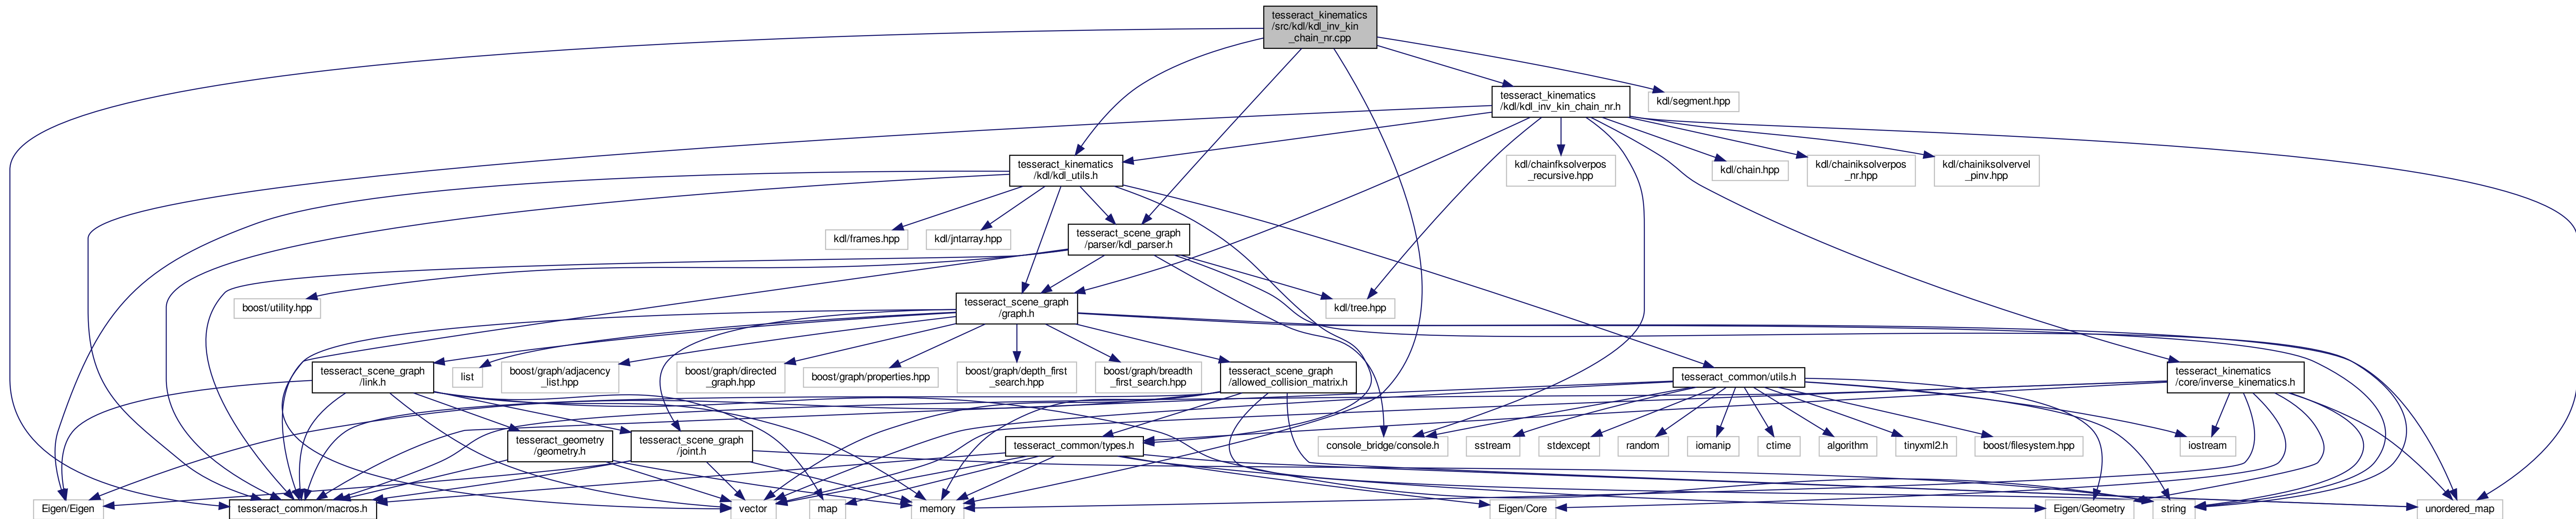 tesseract_kinematics
/src/kdl/kdl_inv_kin
_chain_nr.cpp
tesseract_kinematics
/kdl/kdl_inv_kin_chain_nr.h
kdl/segment.hpp
tesseract_kinematics
/kdl/kdl_utils.h
kdl/chainfksolverpos
_recursive.hpp
kdl/chain.hpp
kdl/chainiksolverpos
_nr.hpp
kdl/chainiksolvervel
_pinv.hpp
kdl/frames.hpp
kdl/jntarray.hpp
tesseract_scene_graph
/parser/kdl_parser.h
boost/utility.hpp
tesseract_scene_graph
/graph.h
kdl/tree.hpp
tesseract_scene_graph
/link.h
list
boost/graph/adjacency
_list.hpp
boost/graph/directed
_graph.hpp
boost/graph/properties.hpp
boost/graph/depth_first
_search.hpp
boost/graph/breadth
_first_search.hpp
tesseract_scene_graph
/allowed_collision_matrix.h
tesseract_common/utils.h
tesseract_kinematics
/core/inverse_kinematics.h
tesseract_geometry
/geometry.h
tesseract_scene_graph
/joint.h
tesseract_common/types.h
console_bridge/console.h
sstream
stdexcept
random
iomanip
ctime
algorithm
tinyxml2.h
boost/filesystem.hpp
iostream
Eigen/Eigen
tesseract_common/macros.h
vector
map
memory
Eigen/Core
Eigen/Geometry
string
unordered_map